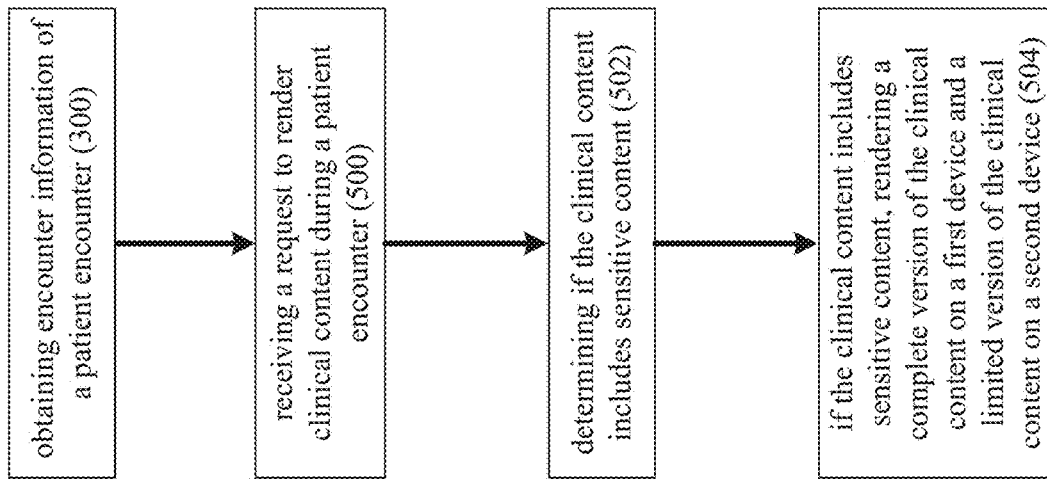 obtaining encounter information of
a patient encounter (300)
receiving a request to render
clinical content during a patient
encounter (500)
determining if the clinical content
includes sensitive content (502)
if the clinical content includes
sensitive content, rendering a
complete version of the clinical
content on a first device and a
limited version of the clinical
content on a second device (504)